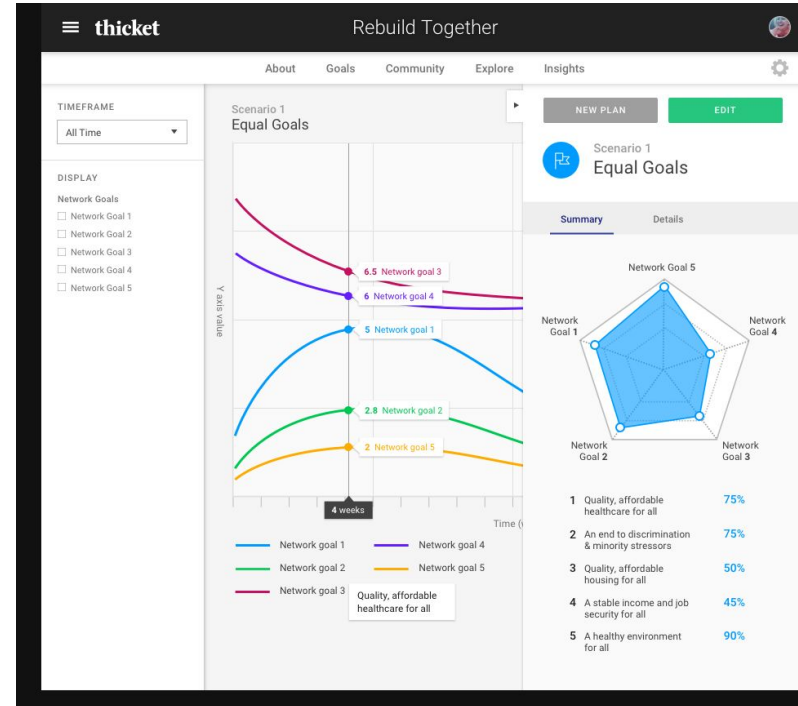 thicket
Rebuild Together
About Goals Community Explore Insights
TIMEFRAME
All Time
DISPLAY
Network Goals
Network Goal 1
Network Goal 2
Network Goal 3
Network Goal 4
Network Goal 5
Scenario 1
Equal Goals
Y axis value
6.5 Network goal 3
6 Network goal 4
5 Network goal 1
2.8 Network goal 2
2 Network goal 5
4 weeks
Time (
Network goal 1
Network goal 4
Network goal 2
Network goal 5
Network goal 3
Quality, affordable
healthcare for all
NEW PLAN
EDIT
Scenario 1
Equal Goals
Summary
Details
Network Goal 5
Network
Goal 1
Network
Goal 4
Network
Goal 2
Network
Goal 3
1 Quality, affordable
healthcare for all
75%
2 An end to discrimination
& minority stressors
75%
3 Quality, affordable
housing for all
50%
4 A stable income and job
security for all
45%
5 A healthy environment
for all
90%